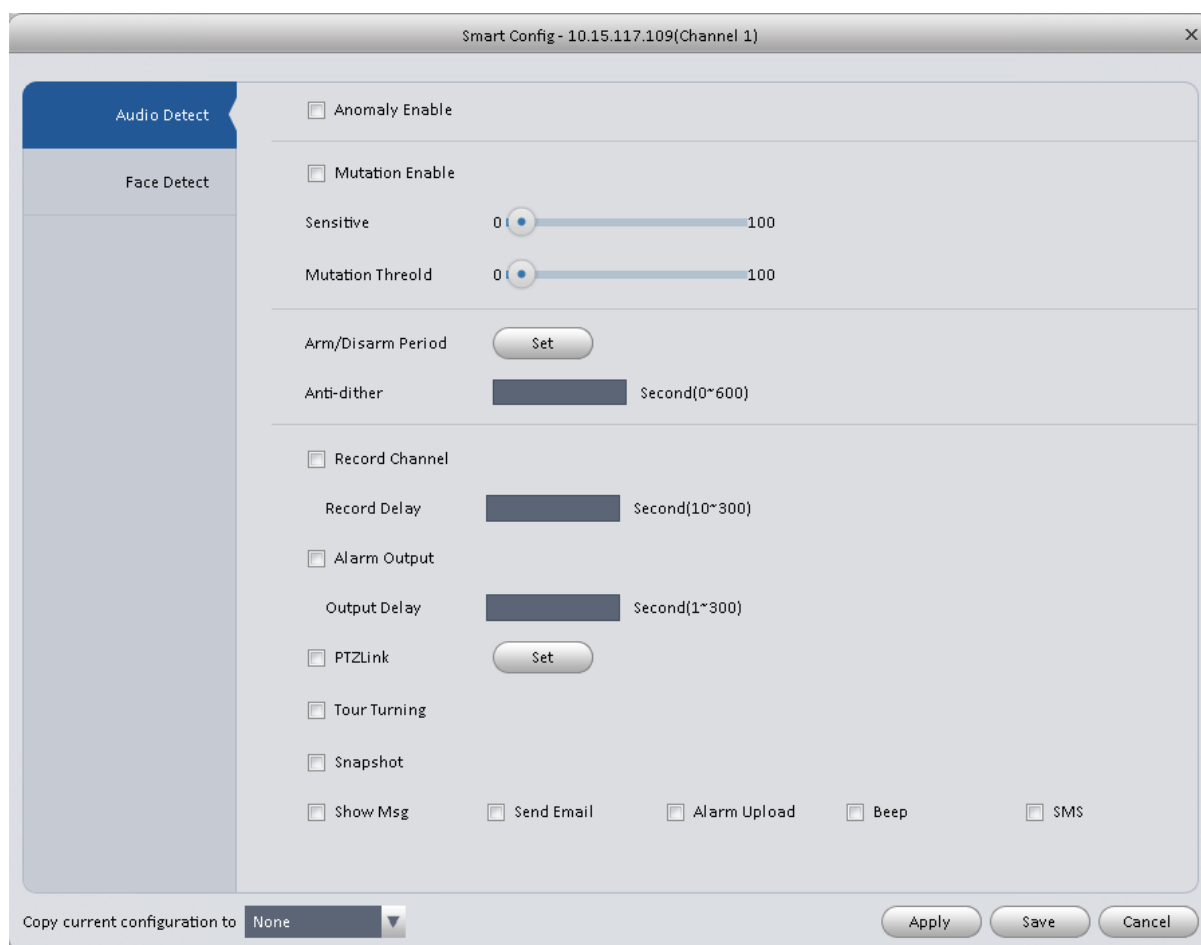 Smart Config - 10.15.117.109(Channel 1)
Audio Detect
Face Detect
Anomaly Enable
Mutation Enable
Sensitive 0 100
Mutation Threold 0 100
Arm/Disarm Period Set
Anti-dither Second(0~600)
Record Channel
Record Delay Second(10~300)
Alarm Output
Output Delay Second(1~300)
PTZLink Set
Tour Turning
Snapshot
Show Msg Send Email Alarm Upload Beep SMS
Copy current configuration to None Apply Save Cancel